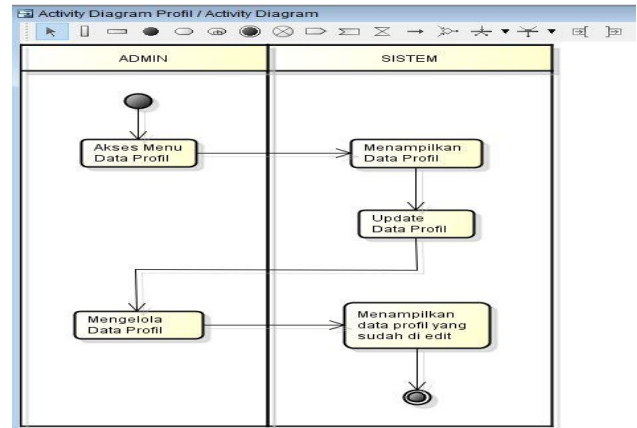 Activity Diagram Profil / Activity Diagram
ADMIN
SISTEM
Akses Menu
Data Profil
Menampilkan
Data Profil
Update
Data Profil
Mengelola
Data Profil
Menampilkan
data profil yang
sudah di edit